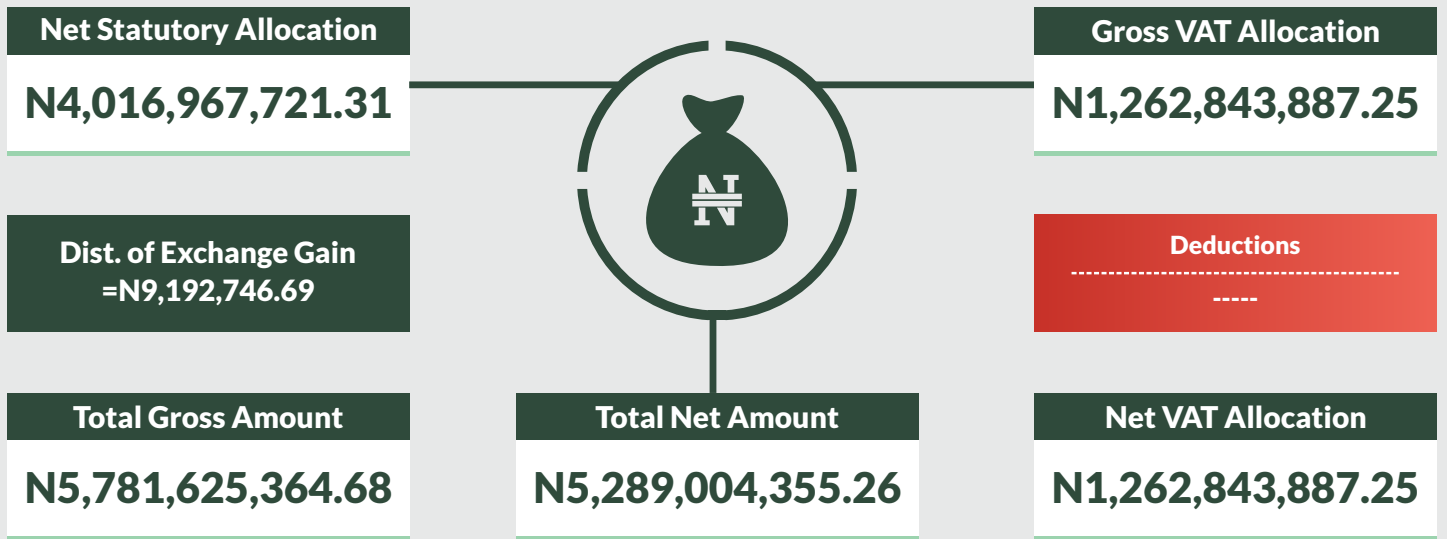 Net Statutory Allocation
N4,016,967,721.31
Gross VAT Allocation
N1,262,843,887.25
₦
Dist. of Exchange Gain
=N9,192,746.69
Deductions
-----
Total Gross Amount
N5,781,625,364.68
Total Net Amount
N5,289,004,355.26
Net VAT Allocation
N1,262,843,887.25